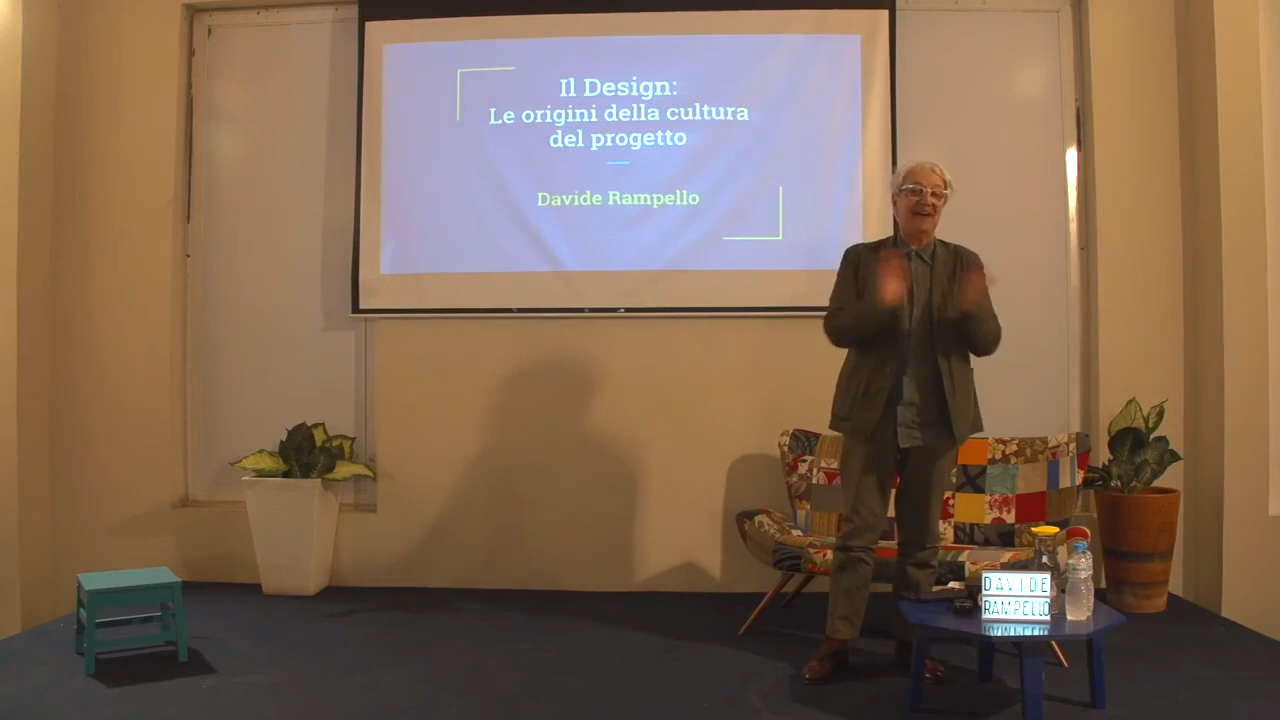 Il Design:
Le origini della cultura
del progetto
Davide Rampello
DAVIDE
RAMPELLO